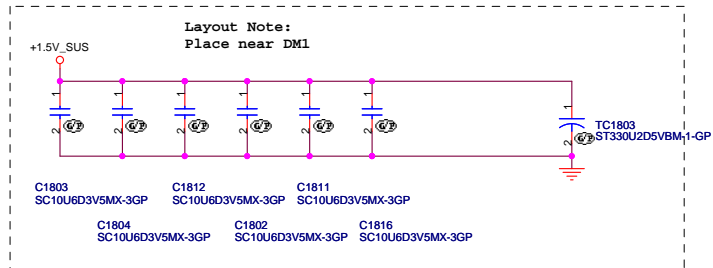 Layout Note:
Place near DM1
+1.5V_SUS
1
1
1
1
1
1
1
2
2
2
2
2
2
2
G/P
G/P
G/P
G/P
G/P
G/P
G/P
TC1803
ST330U2D5VBM-1-GP
C1803
SC10U6D3V5MX-3GP
C1812
SC10U6D3V5MX-3GP
C1811
SC10U6D3V5MX-3GP
C1804
SC10U6D3V5MX-3GP
C1802
SC10U6D3V5MX-3GP
C1816
SC10U6D3V5MX-3GP